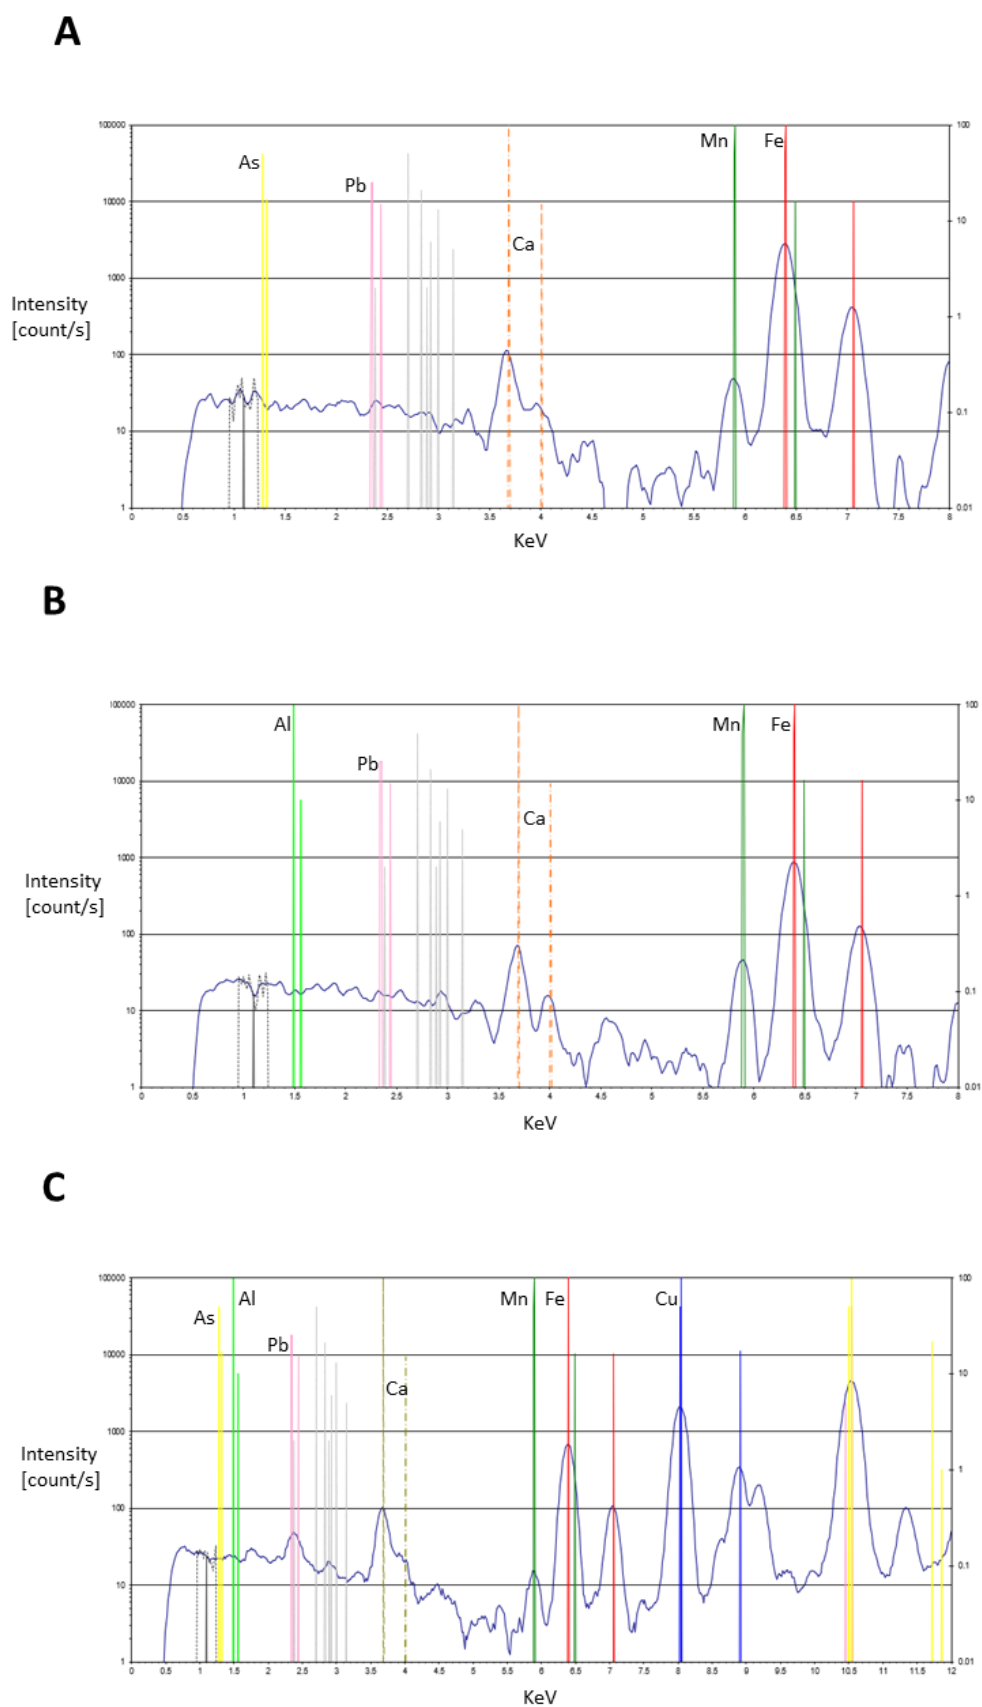 A
100000 100
As Pb Ca Mn Fe
10000 10
1000
Intensity 1
[count/s]
100
0.1
10
1 0.01
0 0.5 1 1.5 2 2.5 3 3.5 4 4.5 5 5.5 6 6.5 7 7.5 8
KeV
B
100000 100
Al Pb Ca Mn Fe
10000 10
1000
Intensity 1
[count/s]
100
0.1
10
1 0.01
0 0.5 1 1.5 2 2.5 3 3.5 4 4.5 5 5.5 6 6.5 7 7.5 8
KeV
C
100000 100
As Al Pb Ca Mn Fe Cu
10000 10
1000
Intensity 1
[count/s]
100
0.1
10
1 0.01
0 0.5 1 1.5 2 2.5 3 3.5 4 4.5 5 5.5 6 6.5 7 7.5 8 8.5 9 9.5 10 10.5 11 11.5 12
KeV